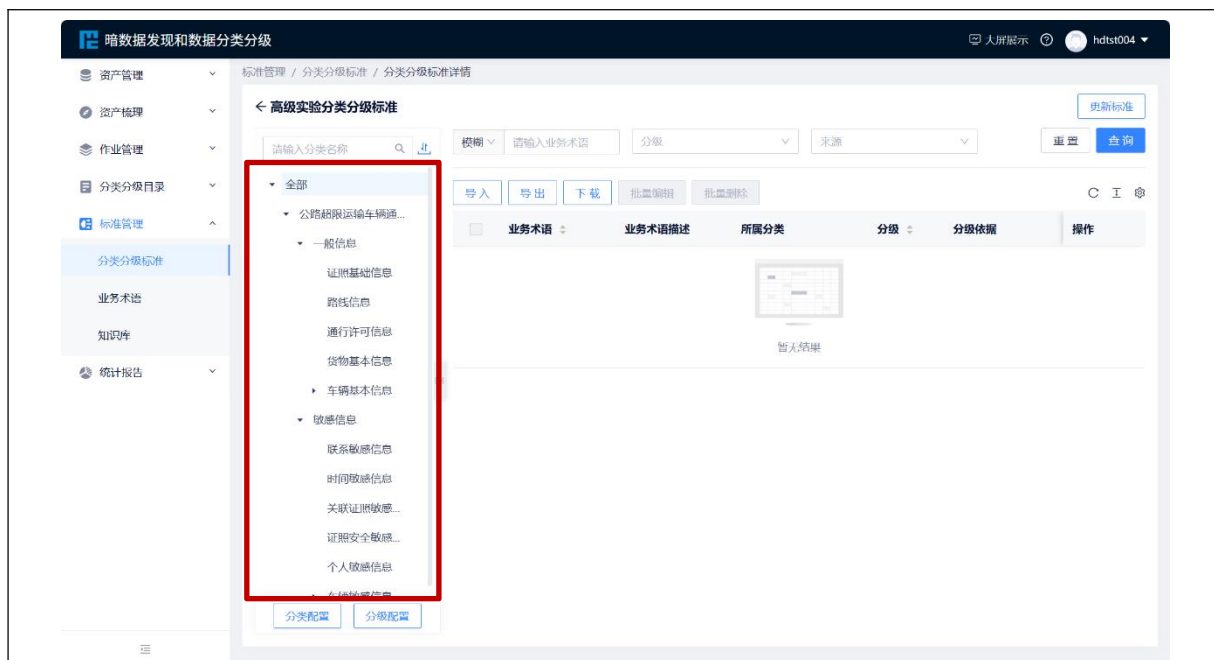 暗数据发现和数据分类分级
大屏展示 hdtst004
资产管理
资产梳理
作业管理
分类分级目录
标准管理
分类分级标准
业务术语
知识库
统计报告
标准管理 / 分类分级标准 / 分类分级标准详情
高级实验分类分级标准
更新标准
请输入分类名称
模糊 请输入业务术语 分级 来源 重置 查询
导入 导出 下载 批量编辑 批量删除
业务术语 业务术语描述 所属分类 分级 分级依据 操作
暂无结果
全部
公路超限运输车辆通...
一般信息
证照基础信息
路线信息
通行许可信息
货物基本信息
车辆基本信息
敏感信息
联系敏感信息
时间敏感信息
关联证照敏感...
证照安全敏感...
个人敏感信息
车辆敏感信息
分类配置 分级配置